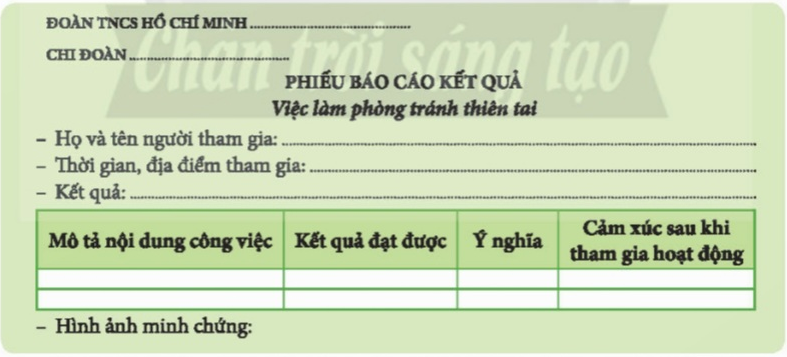 Chân trời sáng tạo
ĐOÀN TNCS HỒ CHÍ MINH ........................................
CHI ĐOÀN ........................................
PHIẾU BÁO CÁO KẾT QUẢ
Việc làm phòng tránh thiên tai
– Họ và tên người tham gia: ........................................
– Thời gian, địa điểm tham gia: ........................................
– Kết quả: ........................................
Mô tả nội dung công việc Kết quả đạt được Ý nghĩa Cảm xúc sau khi
tham gia hoạt động
– Hình ảnh minh chứng: